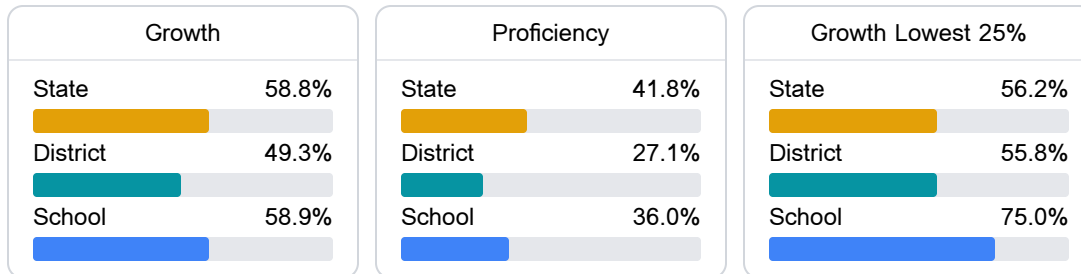 Growth
State 58.8%
District 49.3%
School 58.9%
Proficiency
State 41.8%
District 27.1%
School 36.0%
Growth Lowest 25%
State 56.2%
District 55.8%
School 75.0%